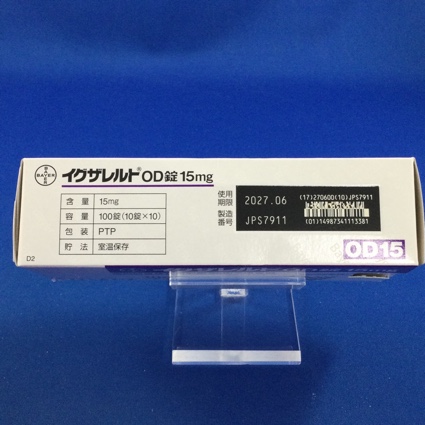 BAYER
イグザレルト® OD錠15mg
含量 15mg
容量 100錠(10錠×10)
包装 PTP
貯法 室温保存
使用期限 2027.06
製造番号 JPS7911
(17)270600(10)JPS7911
(01)14987341113381
D2
OD15